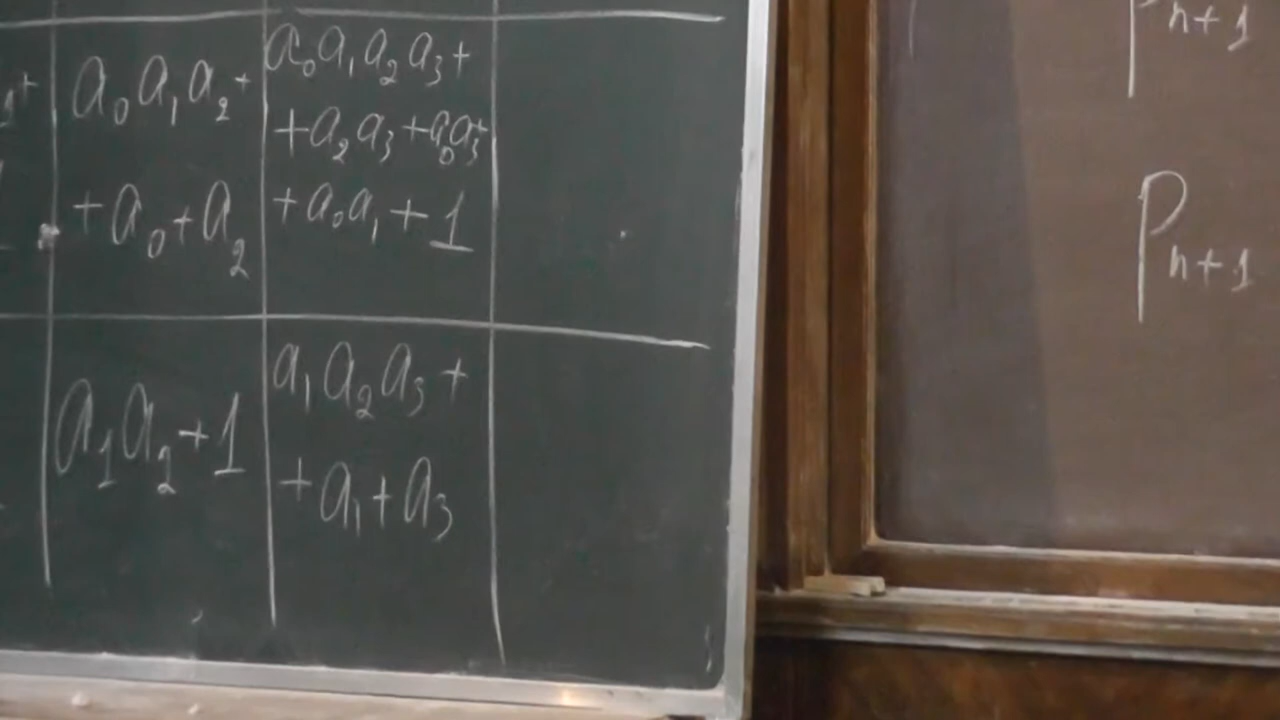 a₀a₁a₂+
+a₀+a₂
a₀a₁a₂a₃+
+a₂a₃+a₀a₃+
+a₀a₁+1
a₁a₂+1
a₁a₂a₃+
+a₁+a₃
Pₙ₊₁
Pₙ₊₁